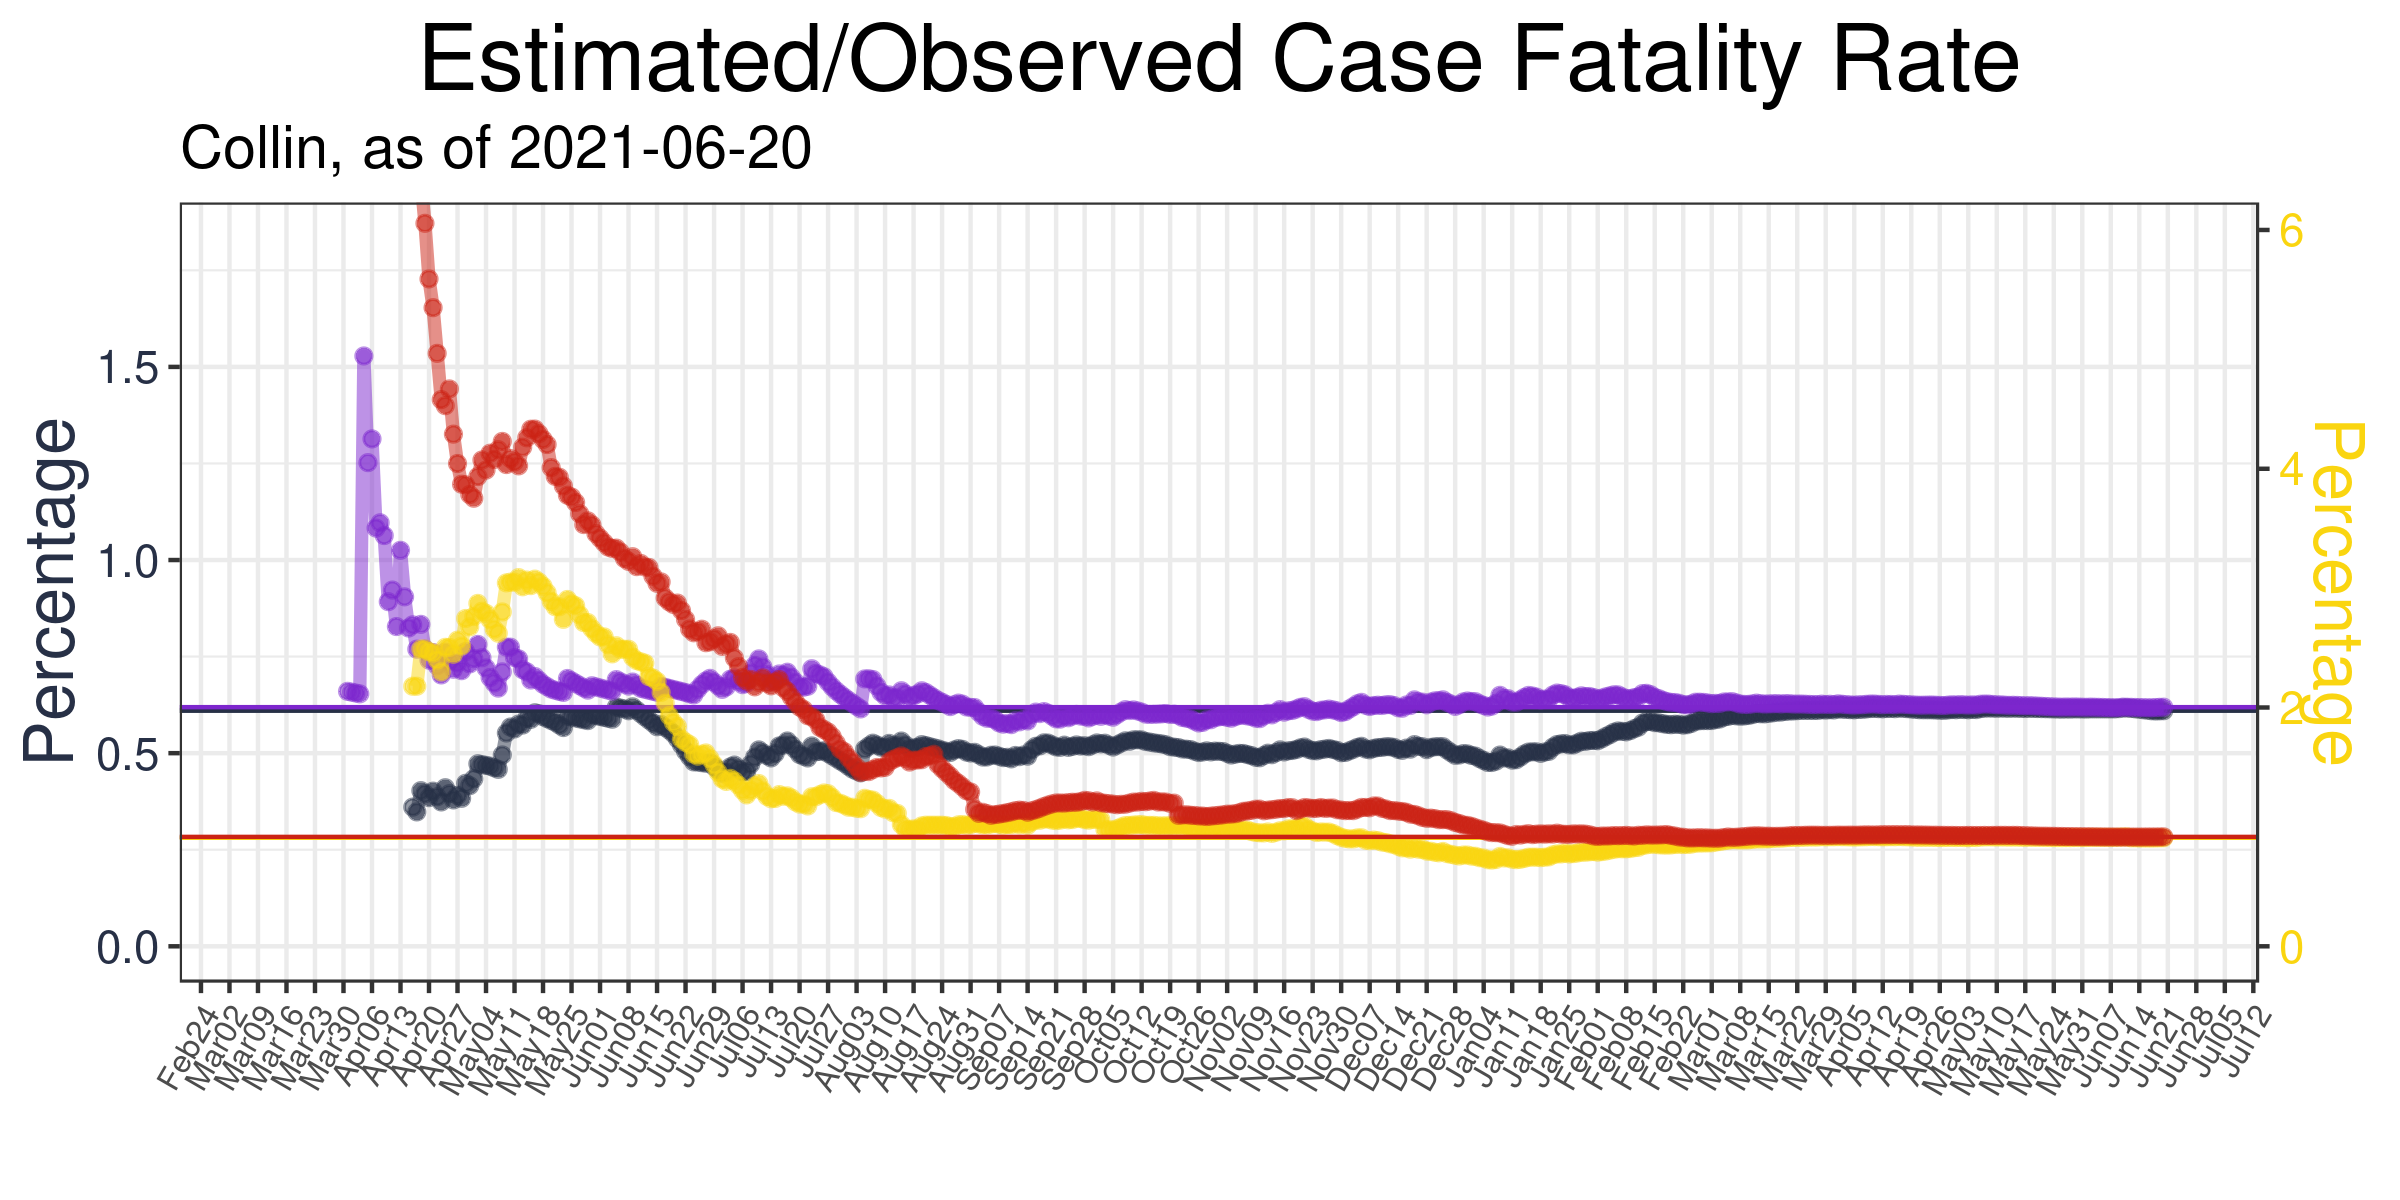 Estimated/Observed Case Fatality Rate
Collin, as of 2021-06-20
Percentage
1.5
1.0
0.5
0.0
6
4
2
0
Percentage
Feb24
Mar02
Mar09
Mar16
Mar23
Mar30
Apr06
Apr13
Apr20
Apr27
May04
May11
May18
May25
Jun01
Jun08
Jun15
Jun22
Jun29
Jul06
Jul13
Jul20
Jul27
Aug03
Aug10
Aug17
Aug24
Aug31
Sep07
Sep14
Sep21
Sep28
Oct05
Oct12
Oct19
Oct26
Nov02
Nov09
Nov16
Nov23
Nov30
Dec07
Dec14
Dec21
Dec28
Jan04
Jan11
Jan18
Jan25
Feb01
Feb08
Feb15
Feb22
Mar01
Mar08
Mar15
Mar22
Mar29
Apr05
Apr12
Apr19
Apr26
May03
May10
May17
May24
May31
Jun07
Jun14
Jun21
Jun28
Jul05
Jul12